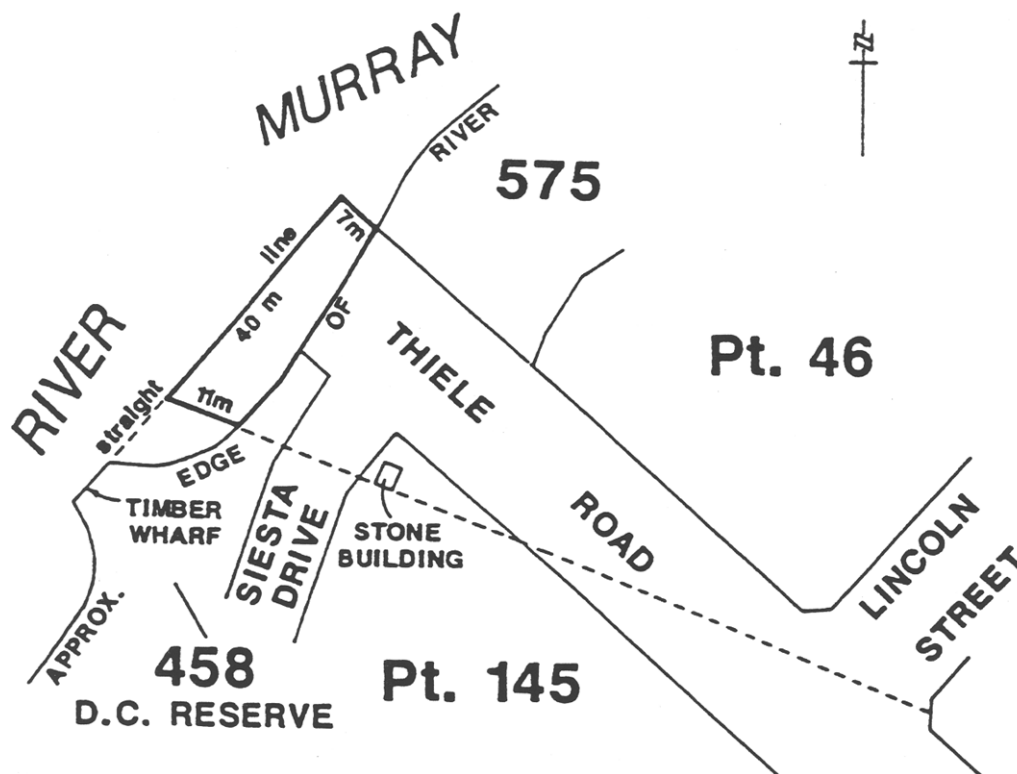 MURRAY
N
RIVER
575
7m
line
40 m
OF
THIELE
Pt. 46
RIVER
straight
11m
EDGE
TIMBER
WHARF
SIESTA
DRIVE
STONE
BUILDING
ROAD
LINCOLN
STREET
APPROX.
458
D.C. RESERVE
Pt. 145